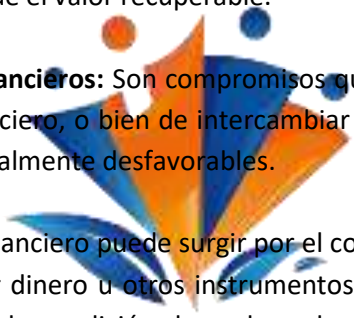 e el valor recuperable.
ancieros: Son compromisos qu
ciero, o bien de intercambiar
almente desfavorables.
anciero puede surgir por el co
dinero u otros instrumentos